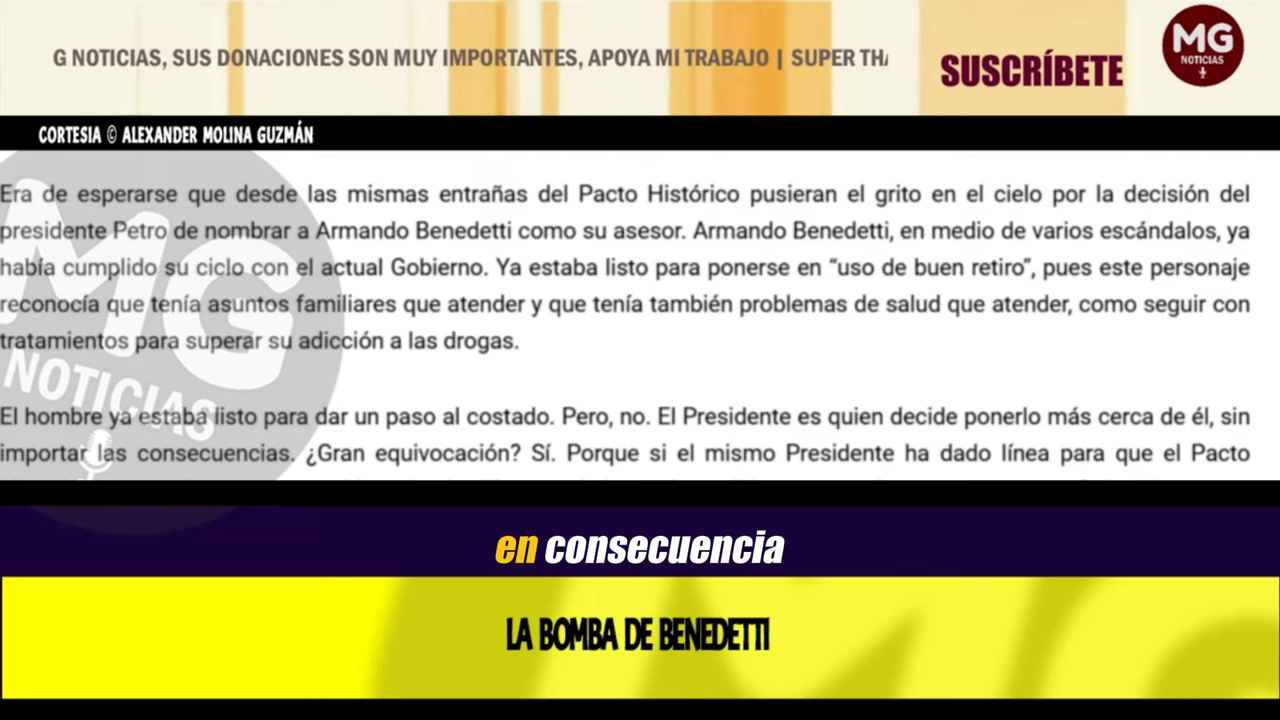 G NOTICIAS, SUS DONACIONES SON MUY IMPORTANTES, APOYA MI TRABAJO | SUPER THA
SUSCRÍBETE
MG
NOTICIAS
CORTESIA © ALEXANDER MOLINA GUZMÁN
Era de esperarse que desde las mismas entrañas del Pacto Histórico pusieran el grito en el cielo por la decisión del
presidente Petro de nombrar a Armando Benedetti como su asesor. Armando Benedetti, en medio de varios escándalos, ya
había cumplido su ciclo con el actual Gobierno. Ya estaba listo para ponerse en “uso de buen retiro”, pues este personaje
reconocía que tenía asuntos familiares que atender y que tenía también problemas de salud que atender, como seguir con
tratamientos para superar su adicción a las drogas.
El hombre ya estaba listo para dar un paso al costado. Pero, no. El Presidente es quien decide ponerlo más cerca de él, sin
importar las consecuencias. ¿Gran equivocación? Sí. Porque si el mismo Presidente ha dado línea para que el Pacto
MG
NOTICIAS
en consecuencia
LA BOMBA DE BENEDETTI